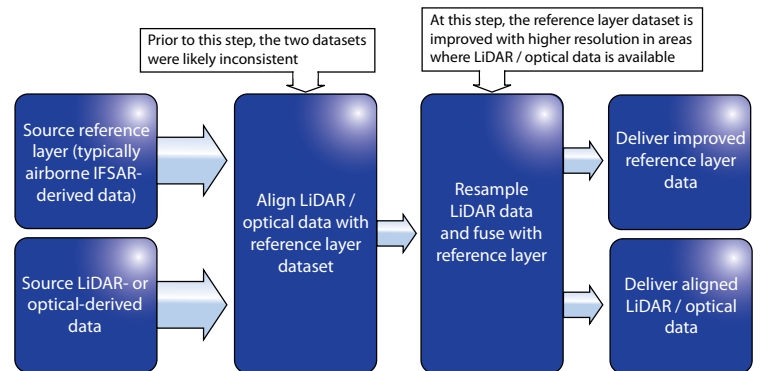 Prior to this step, the two datasets
were likely inconsistent
At this step, the reference layer dataset is
improved with higher resolution in areas
where LiDAR / optical data is available
Source reference
layer (typically
airborne IFSAR-
derived data)
Source LiDAR- or
optical-derived
data
Align LiDAR /
optical data with
reference layer
dataset
Resample
LiDAR data
and fuse with
reference layer
Deliver improved
reference layer
data
Deliver aligned
LiDAR / optical
data